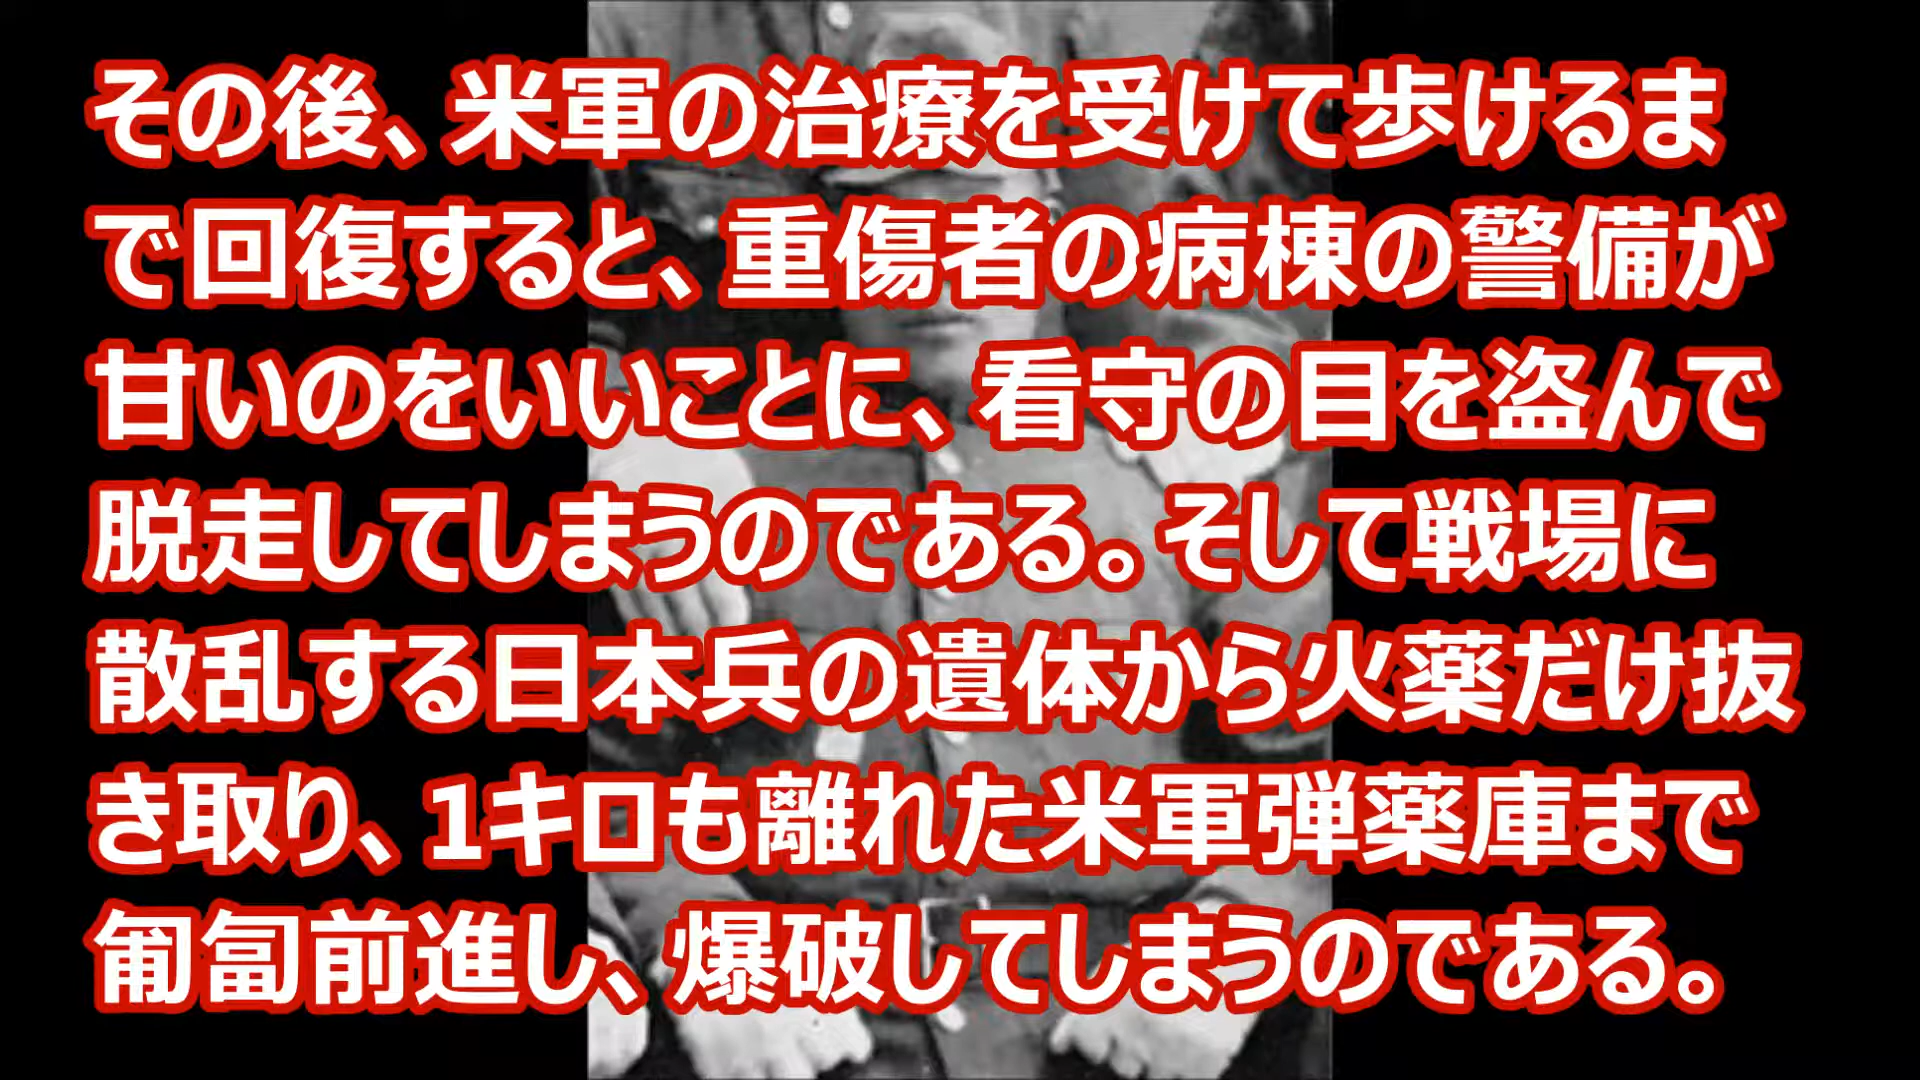 その後、米軍の治療を受けて歩けるま
で回復すると、重傷者の病棟の警備が
甘いのをいいことに、看守の目を盗んで
脱走してしまうのである。そして戦場に
散乱する日本兵の遺体から火薬だけ抜
き取り、1キロも離れた米軍弾薬庫まで
匍匐前進し、爆破してしまうのである。